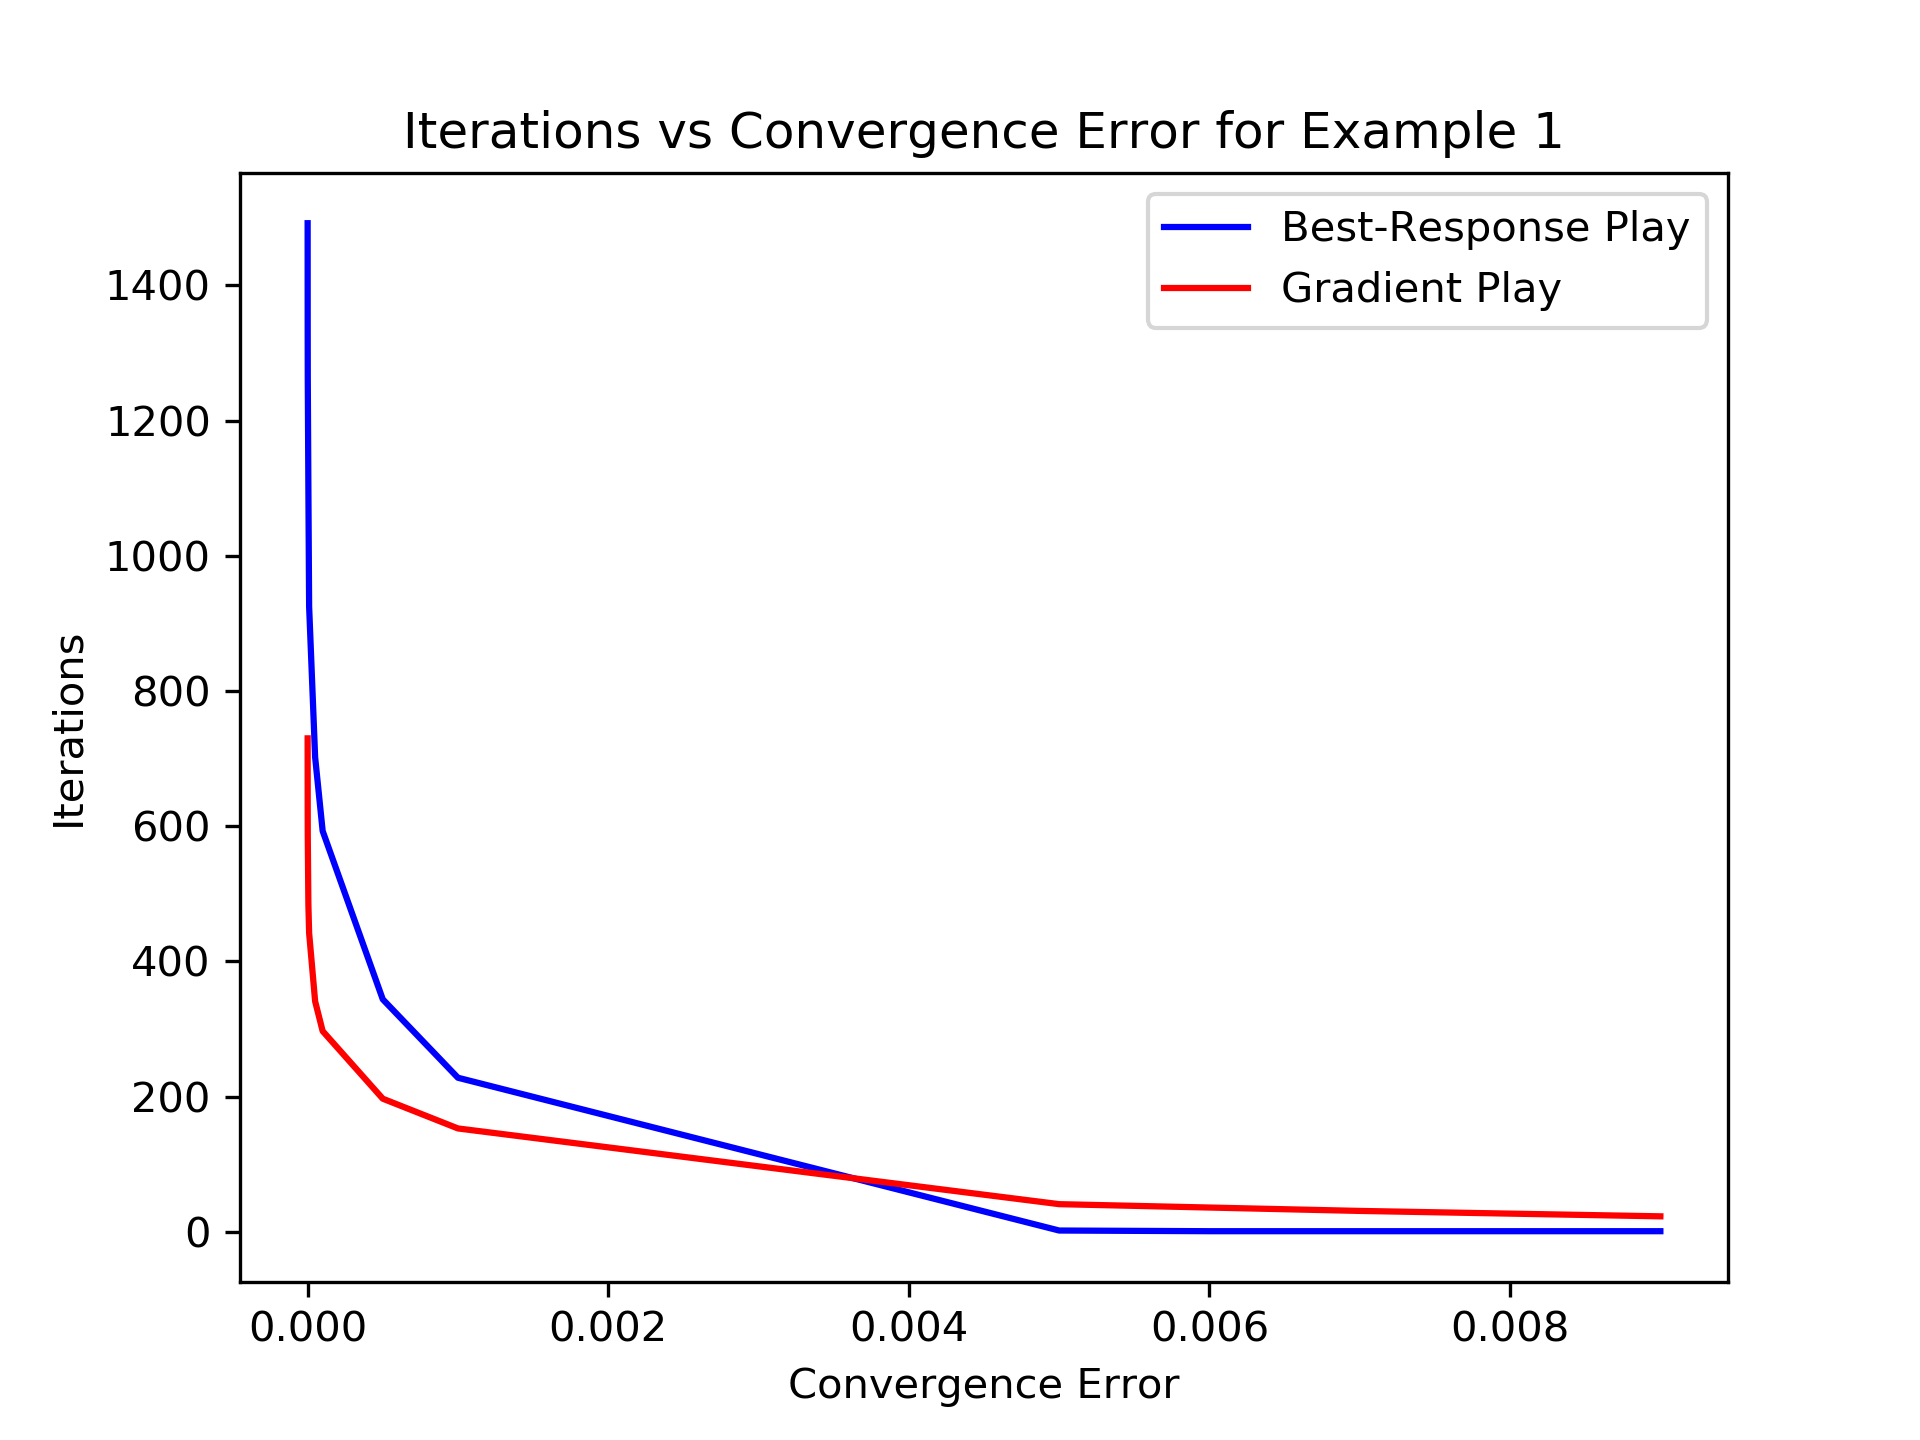 Iterations vs Convergence Error for Example 1
Best-Response Play
Gradient Play
1400
1200
1000
800
600
400
200
0
Iterations
0.000 0.002 0.004 0.006 0.008
Convergence Error